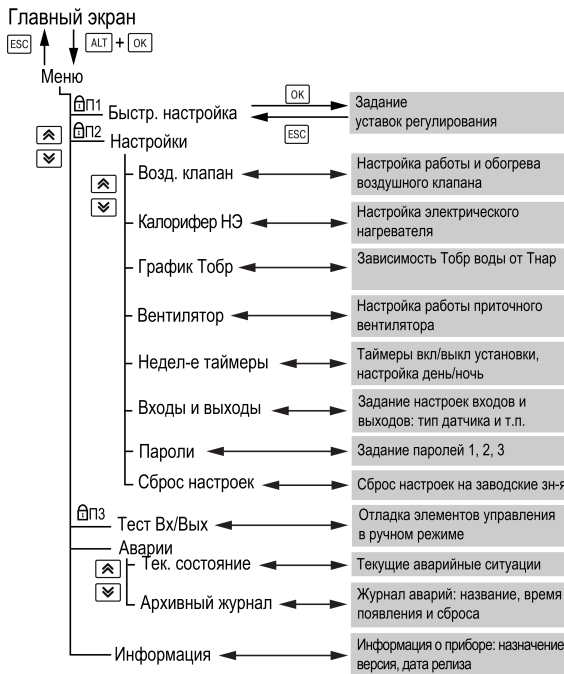 Главный экран
ESC ALT + OK
Меню
П1 Быстр. настройка OK ESC Задание
уставок регулирования
П2 Настройки
Возд. клапан Настройка работы и обогрева
воздушного клапана
Калорифер НЭ Настройка электрического
нагревателя
График Тобр Зависимость Тобр воды от Тнар
Вентилятор Настройка работы приточного
вентилятора
Недел-е таймеры Таймеры вкл/выкл установки,
настройка день/ночь
Входы и выходы Задание настроек входов и
выходов: тип датчика и т.п.
Пароли Задание паролей 1, 2, 3
Сброс настроек Сброс настроек на заводские зн-я
П3 Тест Вх/Вых Отладка элементов управления
в ручном режиме
Аварии
Тек. состояние Текущие аварийные ситуации
Архивный журнал Журнал аварий: название, время
появления и сброса
Информация Информация о приборе: назначение
версия, дата релиза